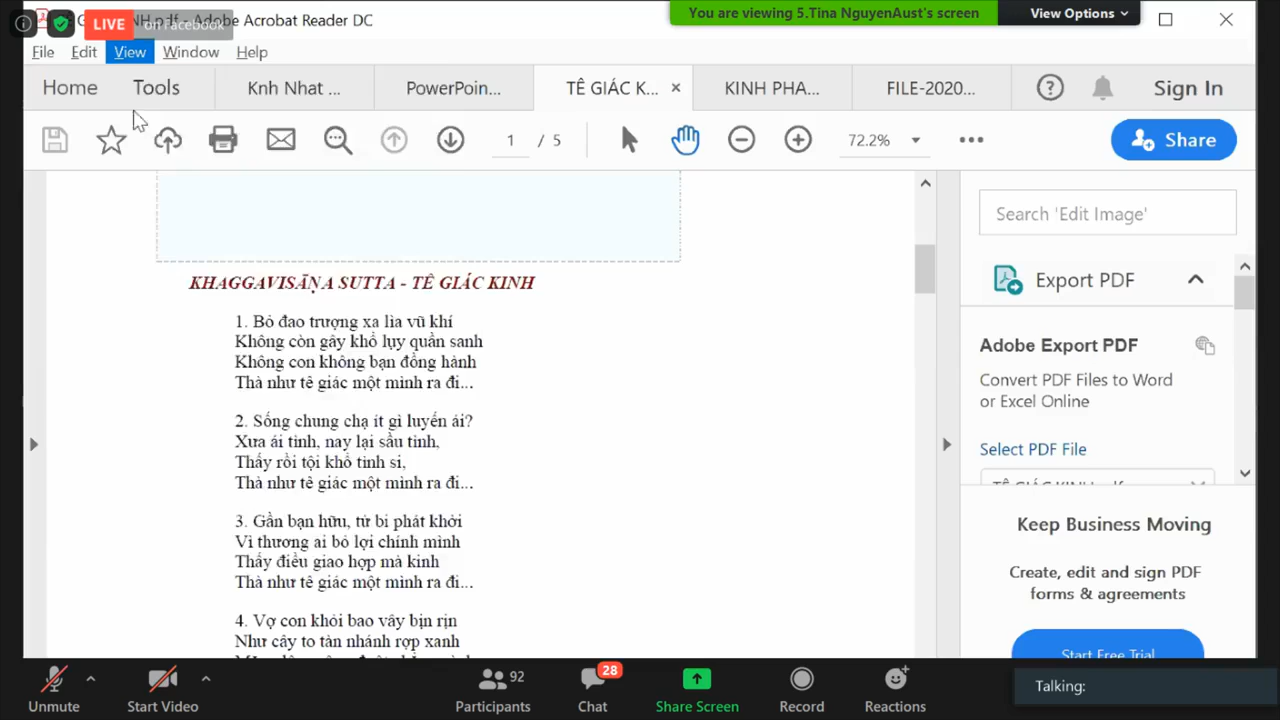 KINH.pdf - Adobe Acrobat Reader DC
LIVE on Facebook
You are viewing 5.Tina NguyenAust's screen
View Options
File Edit View Window Help
Home Tools Knh Nhat ... PowerPoin... TÊ GIÁC K... × KINH PHA... FILE-2020... Sign In
1 / 5 72.2% Share
Search 'Edit Image'
Export PDF
Adobe Export PDF
Convert PDF Files to Word
or Excel Online
Select PDF File
TÊ GIÁC KINH.pdf
Keep Business Moving
Create, edit and sign PDF
forms & agreements
Start Free Trial
KHAGGAVISĀṆA SUTTA - TÊ GIÁC KINH
1. Bỏ đao trượng xa lìa vũ khí
Không còn gây khổ lụy quần sanh
Không con không bạn đồng hành
Thà như tê giác một mình ra đi...
2. Sống chung chạ ít gì luyến ái?
Xưa ái tình, nay lại sầu tình,
Thấy rồi tội khổ tình si,
Thà như tê giác một mình ra đi...
3. Gần bạn hữu, từ bi phát khởi
Vì thương ai bỏ lợi chính mình
Thấy điều giao hợp mà kinh
Thà như tê giác một mình ra đi...
4. Vợ con khỏi bao vây bịn rịn
Như cây to tàn nhánh rợp xanh
Unmute Start Video Participants 92 Chat 28 Share Screen Record Reactions
Talking: